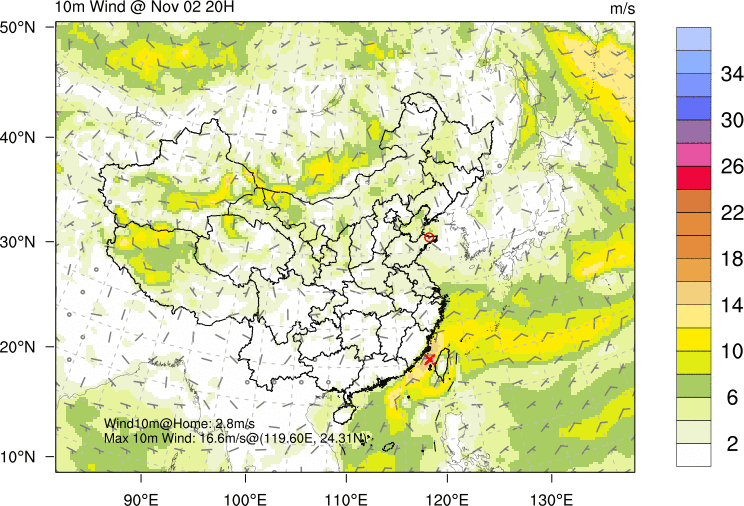 10m Wind @ Nov 02 20H
m/s
50°N
40°N
30°N
20°N
10°N
34
30
26
22
18
14
10
6
2
Wind10m@Home: 2.8m/s
Max 10m Wind: 16.6m/s@(119.60E, 24.31N)
90°E
100°E
110°E
120°E
130°E